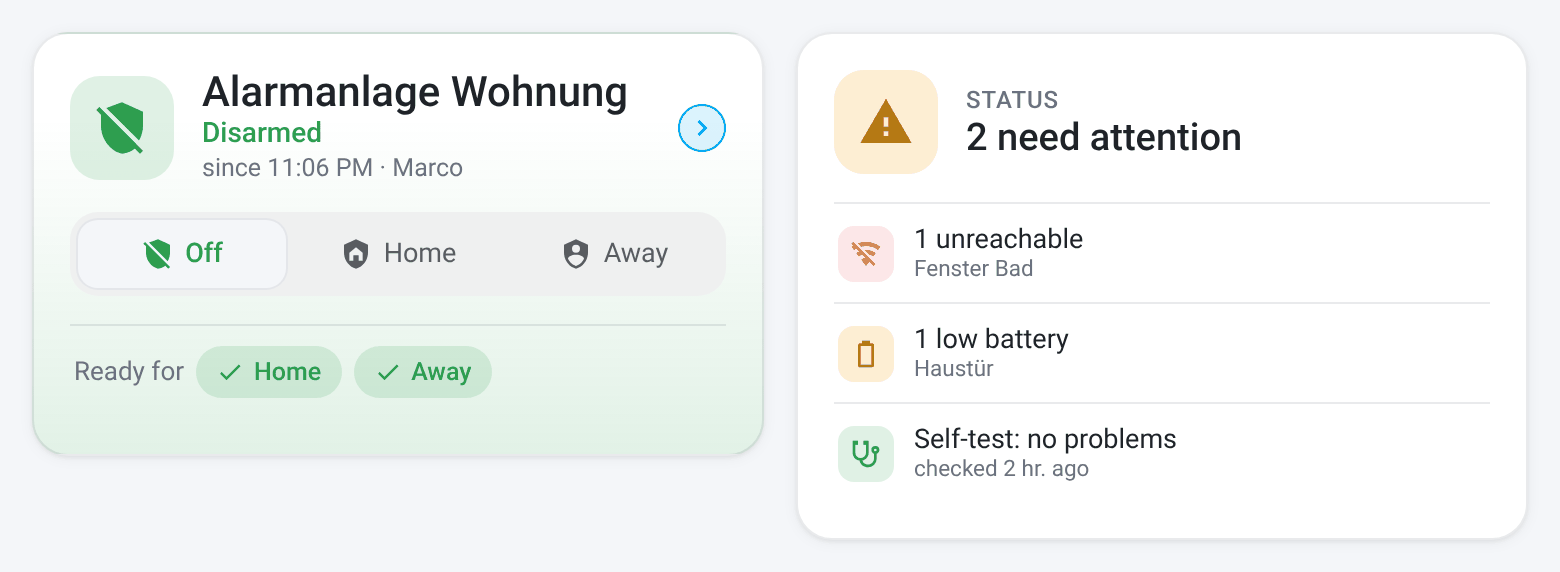 Alarmanlage Wohnung
Disarmed
since 11:06 PM · Marco
Off
Home
Away
Ready for
Home
Away
STATUS
2 need attention
1 unreachable
Fenster Bad
1 low battery
Haustür
Self-test: no problems
checked 2 hr. ago